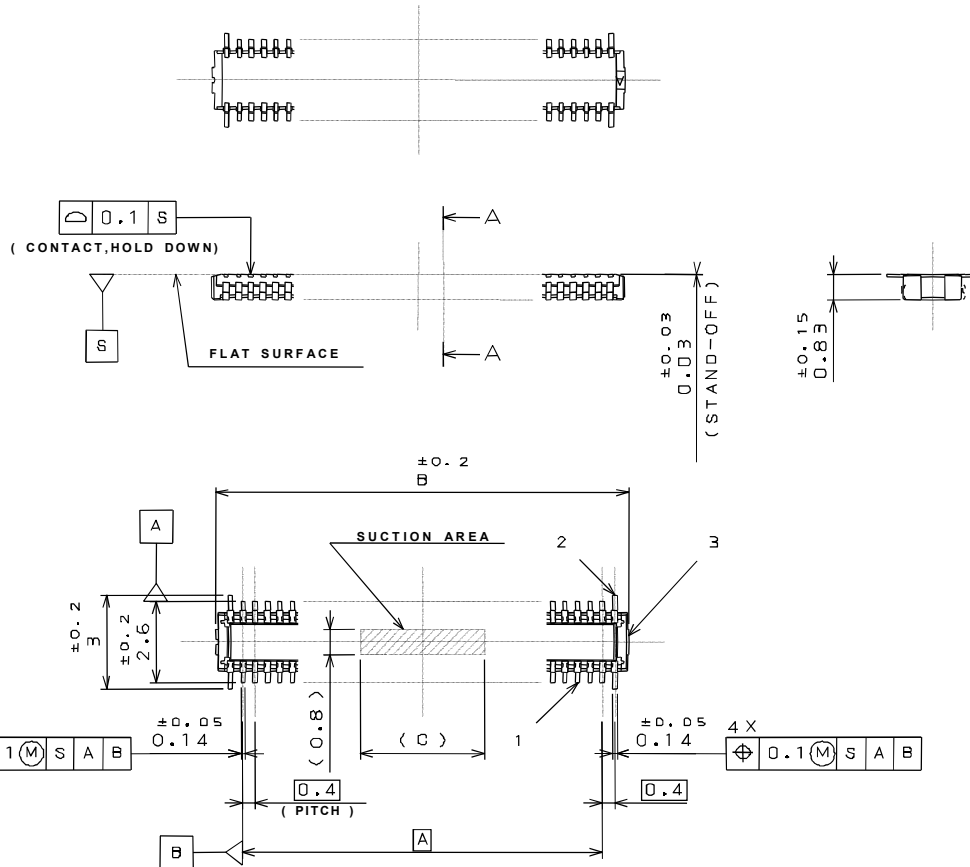 A
⌓ 0.1 S
( CONTACT,HOLD DOWN)
A
S
FLAT SURFACE
A
±0.03
0.03
(STAND-OFF)
±0.15
0.83
±0.2
B
A
SUCTION AREA
2
3
±0.2
3
±0.2
2.6
(0.8)
(C)
1
±0.05
0.14
1 Ⓜ S A B
±0.05
0.14
4X
⌖ 0.1 Ⓜ S A B
0.4
( PITCH )
0.4
B
A